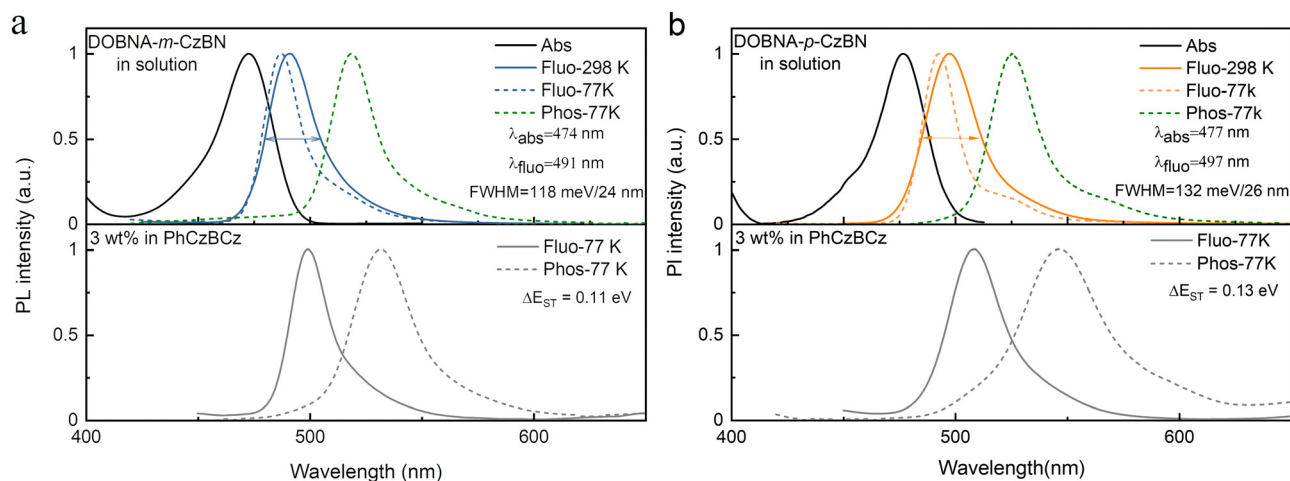 a
DOBNA-m-CzBN
in solution
Abs
Fluo-298 K
Fluo-77K
Phos-77K
λabs=474 nm
λfluo=491 nm
FWHM=118 meV/24 nm
1
0.5
0
3 wt% in PhCzBCz
Fluo-77 K
Phos-77 K
ΔEST = 0.11 eV
1
0.5
0
PL intensity (a.u.)
400
500
600
Wavelength (nm)
b
DOBNA-p-CzBN
in solution
Abs
Fluo-298 K
Fluo-77k
Phos-77k
λabs=477 nm
λfluo=497 nm
FWHM=132 meV/26 nm
1
0.5
0
3 wt% in PhCzBCz
Fluo-77K
Phos-77K
ΔEST = 0.13 eV
1
0.5
0
PI intensity (a.u.)
400
500
600
Wavelength(nm)